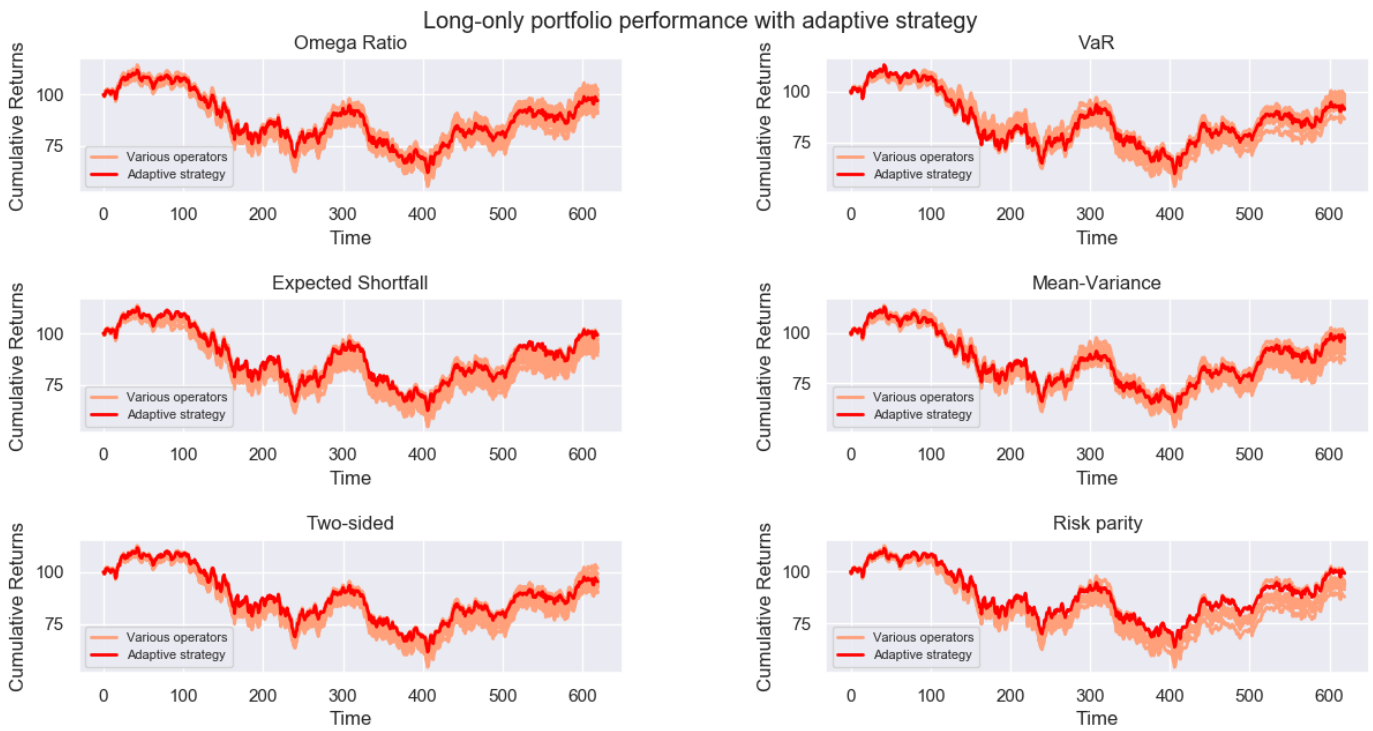 Long-only portfolio performance with adaptive strategy
Omega Ratio
Cumulative Returns
100
75
Various operators
Adaptive strategy
0 100 200 300 400 500 600
Time
VaR
Cumulative Returns
100
75
Various operators
Adaptive strategy
0 100 200 300 400 500 600
Time
Expected Shortfall
Cumulative Returns
100
75
Various operators
Adaptive strategy
0 100 200 300 400 500 600
Time
Mean-Variance
Cumulative Returns
100
75
Various operators
Adaptive strategy
0 100 200 300 400 500 600
Time
Two-sided
Cumulative Returns
100
75
Various operators
Adaptive strategy
0 100 200 300 400 500 600
Time
Risk parity
Cumulative Returns
100
75
Various operators
Adaptive strategy
0 100 200 300 400 500 600
Time